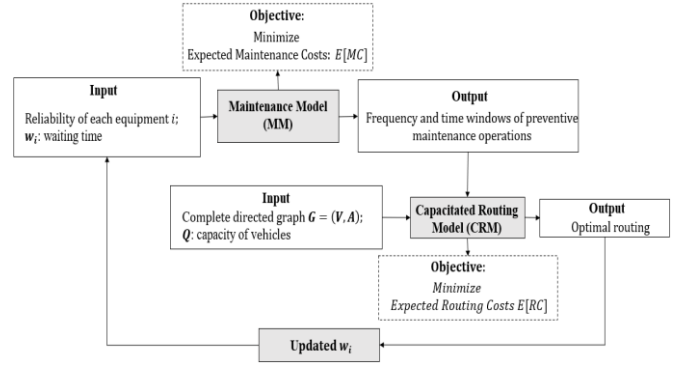 Objective:
Minimize
Expected Maintenance Costs: E[MC]
Input
Reliability of each equipment i;
wᵢ: waiting time
Maintenance Model
(MM)
Output
Frequency and time windows of preventive
maintenance operations
Input
Complete directed graph G = (V, A);
Q: capacity of vehicles
Capacitated Routing
Model (CRM)
Output
Optimal routing
Objective:
Minimize
Expected Routing Costs E[RC]
Updated wᵢ